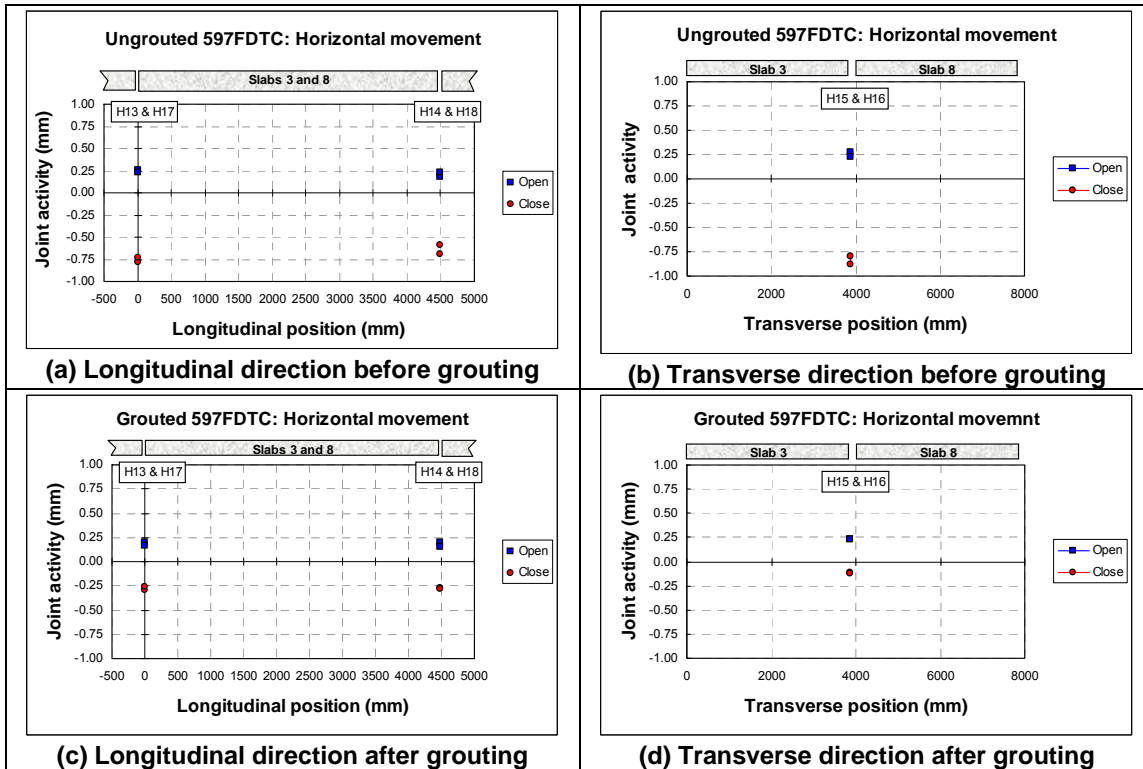 Ungrouted 597FDTC: Horizontal movement
Slabs 3 and 8
H13 & H17
H14 & H18
1.00
0.75
0.50
0.25
0.00
-0.25
-0.50
-0.75
-1.00
-500 0 500 1000 1500 2000 2500 3000 3500 4000 4500 5000
Joint activity (mm)
Longitudinal position (mm)
Open
Close
(a) Longitudinal direction before grouting
Ungrouted 597FDTC: Horizontal movement
Slab 3 Slab 8
H15 & H16
1.00
0.75
0.50
0.25
0.00
-0.25
-0.50
-0.75
-1.00
0 2000 4000 6000 8000
Joint activity
Transverse position (mm)
Open
Close
(b) Transverse direction before grouting
Grouted 597FDTC: Horizontal movement
Slabs 3 and 8
H13 & H17
H14 & H18
1.00
0.75
0.50
0.25
0.00
-0.25
-0.50
-0.75
-1.00
-500 0 500 1000 1500 2000 2500 3000 3500 4000 4500 5000
Joint activity (mm)
Longitudinal position (mm)
Open
Close
(c) Longitudinal direction after grouting
Grouted 597FDTC: Horizontal movemnt
Slab 3 Slab 8
H15 & H16
1.00
0.75
0.50
0.25
0.00
-0.25
-0.50
-0.75
-1.00
0 2000 4000 6000 8000
Joint activity (mm)
Transverse position (mm)
Open
Close
(d) Transverse direction after grouting